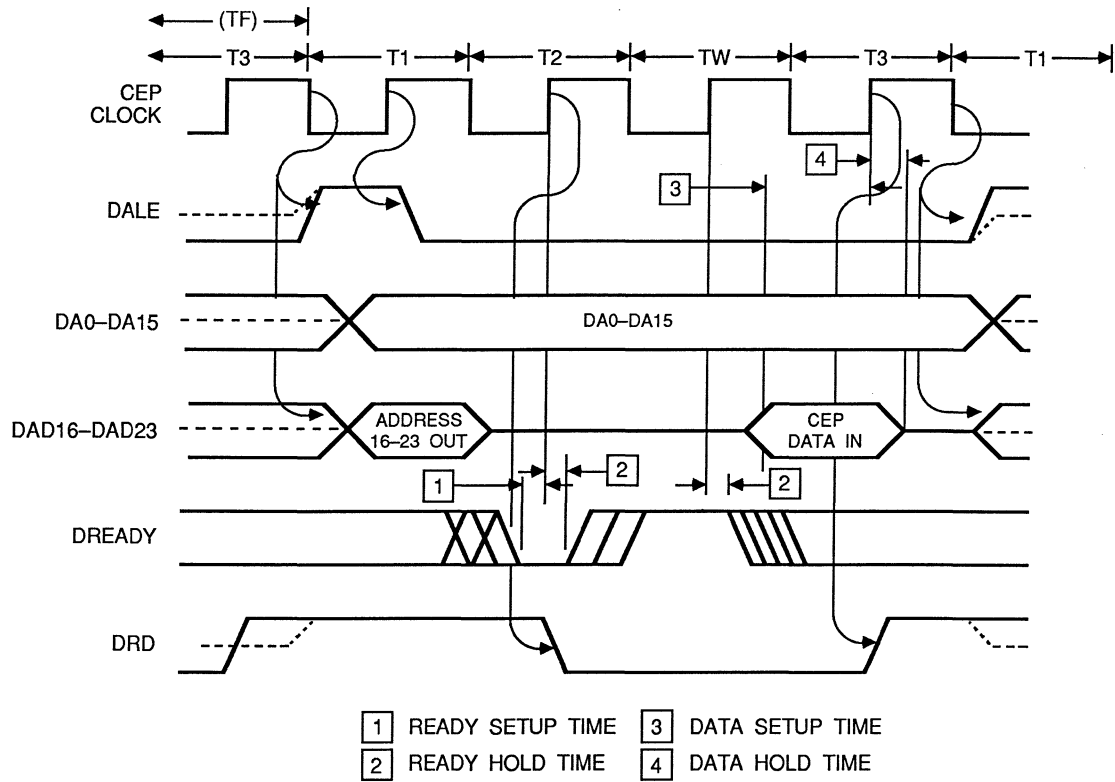 (TF)
T3 T1 T2 TW T3 T1
CEP
CLOCK
4
3
DALE
DA0–DA15
DA0–DA15
DAD16–DAD23
ADDRESS
16–23 OUT
CEP
DATA IN
1
2
2
DREADY
DRD
1 READY SETUP TIME 3 DATA SETUP TIME
2 READY HOLD TIME 4 DATA HOLD TIME